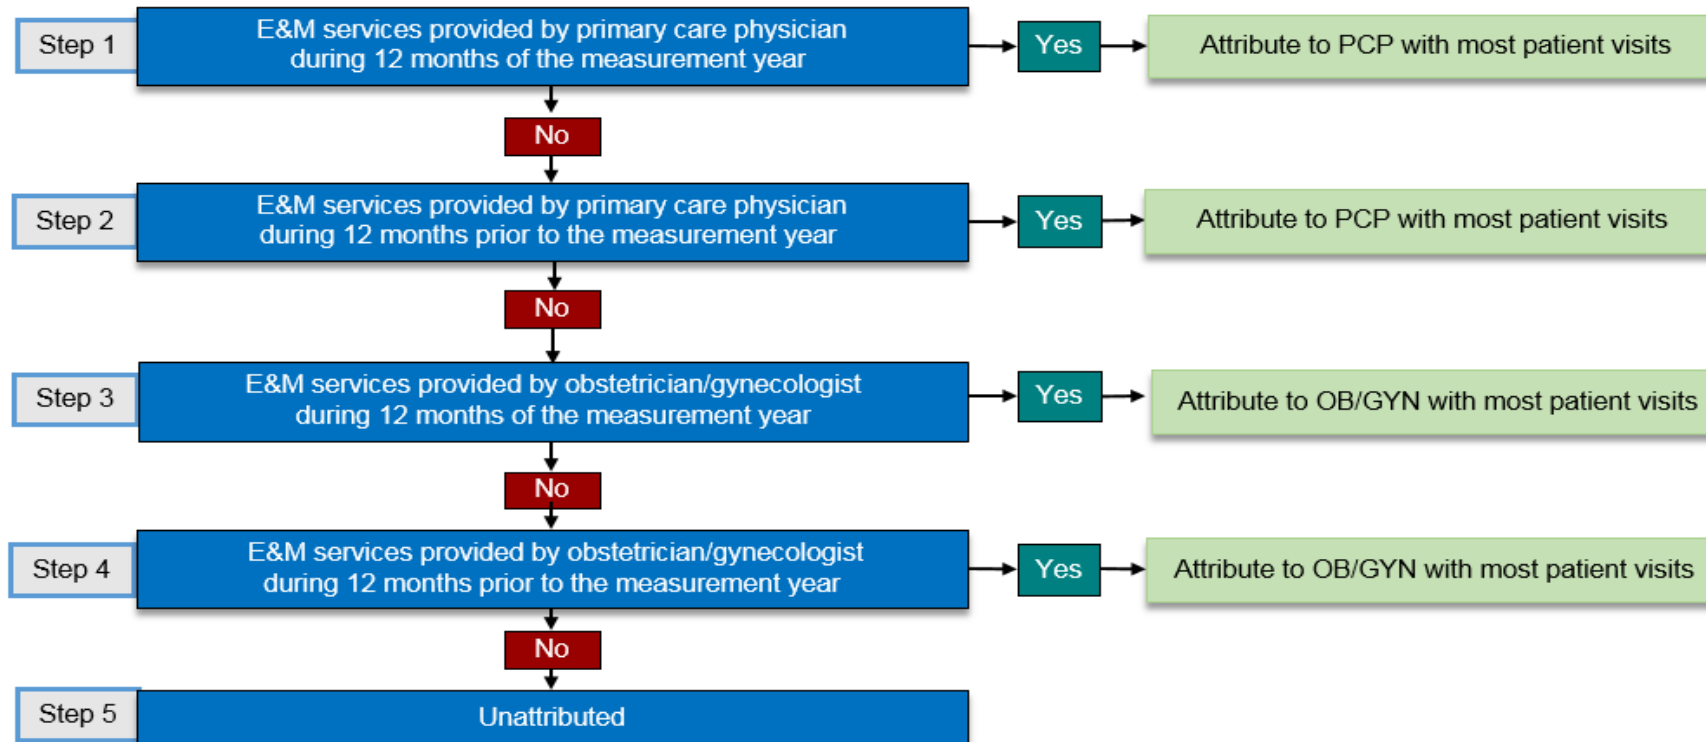 Step 1
E&M services provided by primary care physician
during 12 months of the measurement year
Yes
Attribute to PCP with most patient visits
No
Step 2
E&M services provided by primary care physician
during 12 months prior to the measurement year
Yes
Attribute to PCP with most patient visits
No
Step 3
E&M services provided by obstetrician/gynecologist
during 12 months of the measurement year
Yes
Attribute to OB/GYN with most patient visits
No
Step 4
E&M services provided by obstetrician/gynecologist
during 12 months prior to the measurement year
Yes
Attribute to OB/GYN with most patient visits
No
Step 5
Unattributed